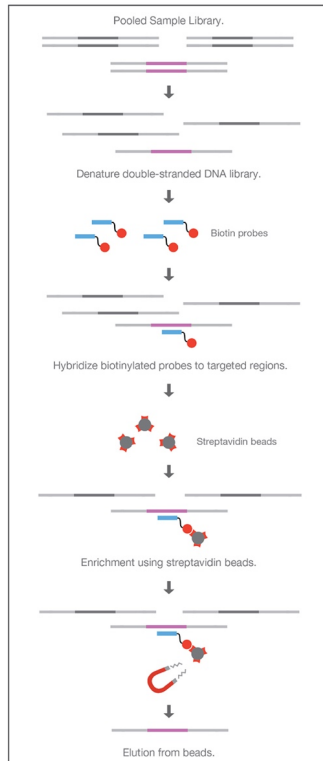 Pooled Sample Library.
Denature double-stranded DNA library.
Biotin probes
Hybridize biotinylated probes to targeted regions.
Streptavidin beads
Enrichment using streptavidin beads.
Elution from beads.